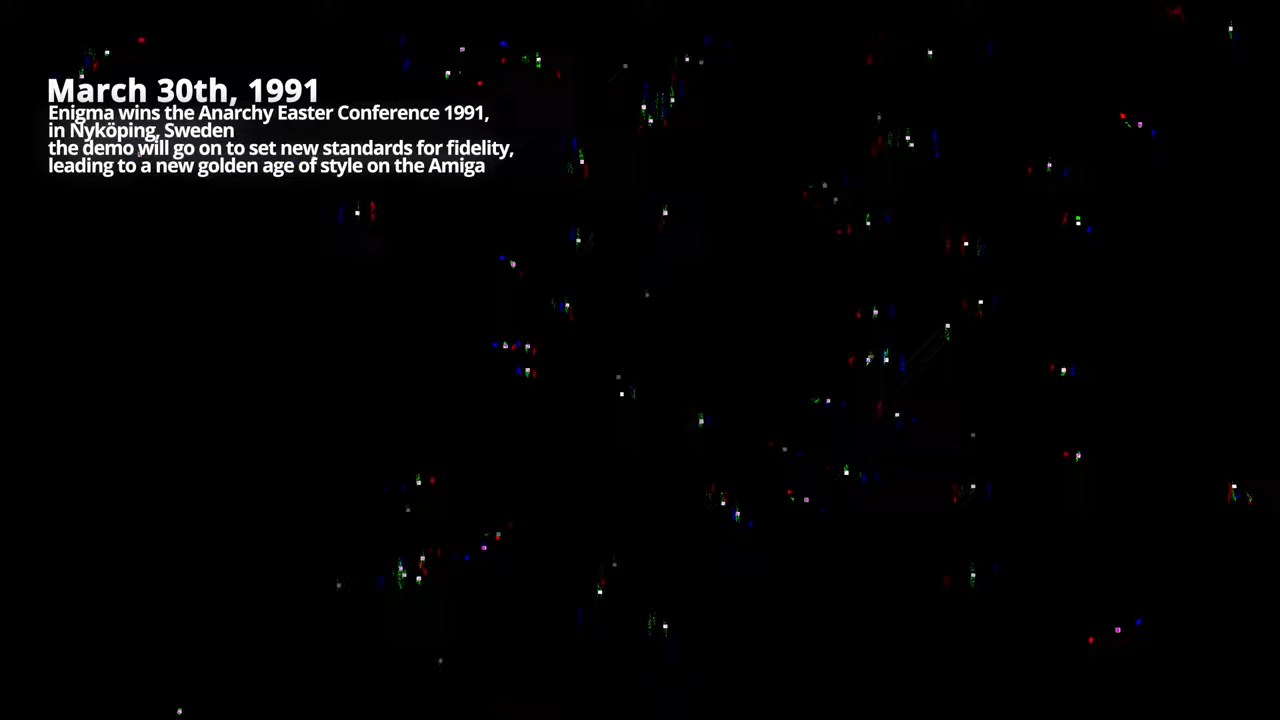 March 30th, 1991
Enigma wins the Anarchy Easter Conference 1991,
in Nyköping, Sweden
the demo will go on to set new standards for fidelity,
leading to a new golden age of style on the Amiga